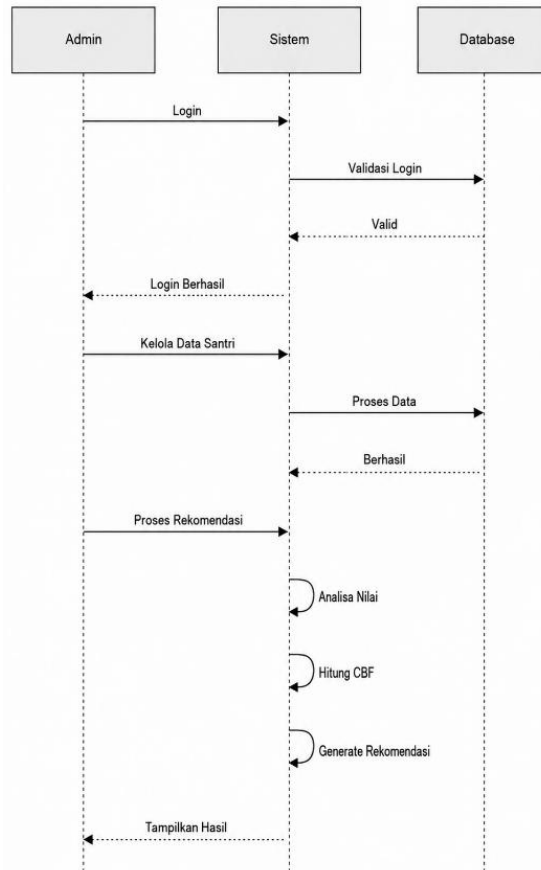 Admin
Sistem
Database
Login
Validasi Login
Valid
Login Berhasil
Kelola Data Santri
Proses Data
Berhasil
Proses Rekomendasi
Analisa Nilai
Hitung CBF
Generate Rekomendasi
Tampilkan Hasil